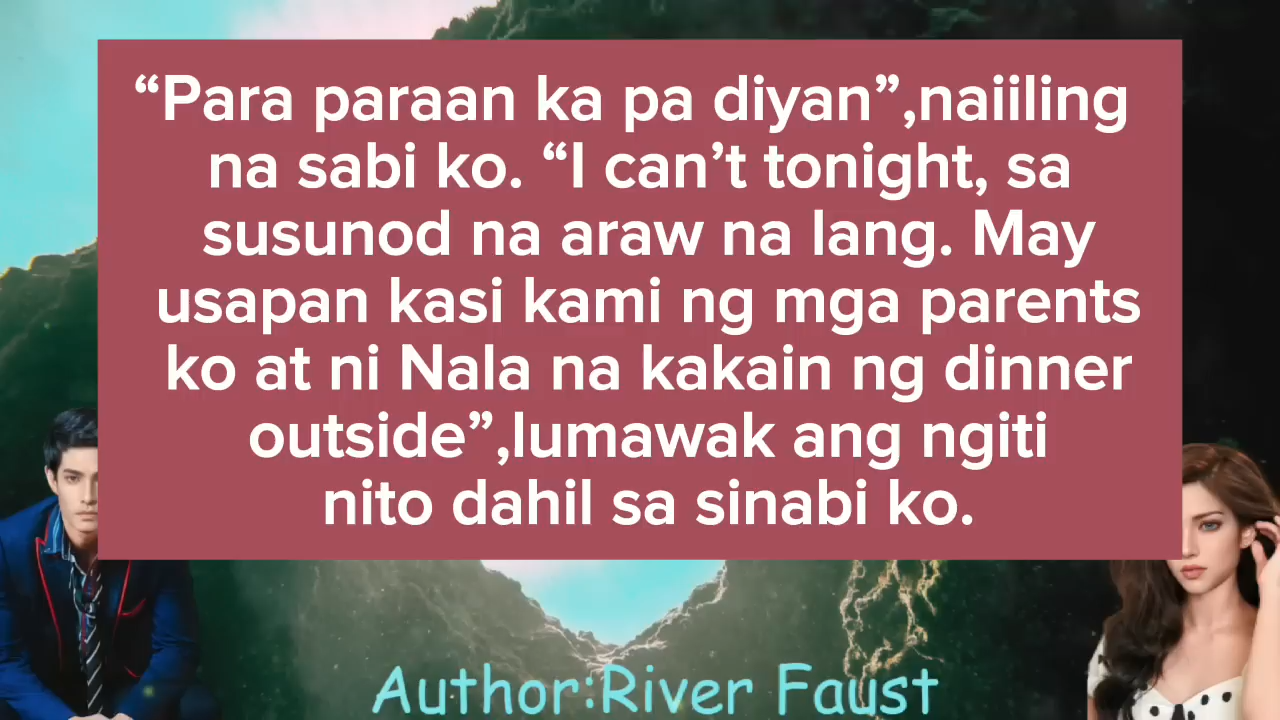 “Para paraan ka pa diyan”,naiiling
na sabi ko. “I can’t tonight, sa
susunod na araw na lang. May
usapan kasi kami ng mga parents
ko at ni Nala na kakain ng dinner
outside”,lumawak ang ngiti
nito dahil sa sinabi ko.
Author:River Faust